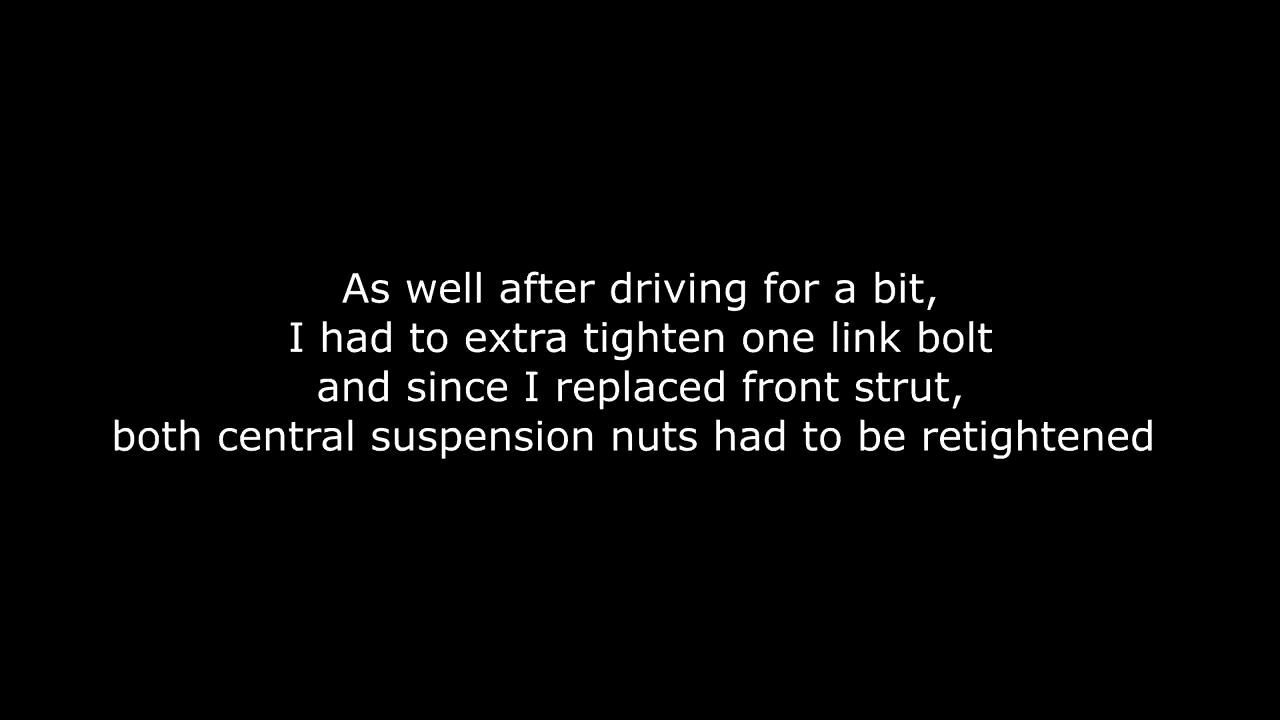 As well after driving for a bit,
I had to extra tighten one link bolt
and since I replaced front strut,
both central suspension nuts had to be retightened